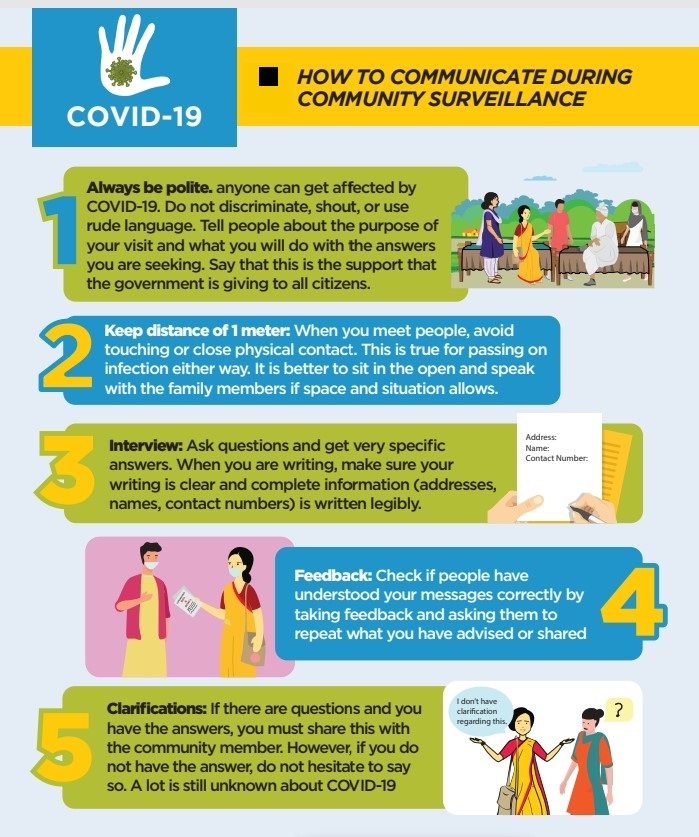 COVID-19
HOW TO COMMUNICATE DURING
COMMUNITY SURVEILLANCE
1
Always be polite. anyone can get affected by
COVID-19. Do not discriminate, shout, or use
rude language. Tell people about the purpose of
your visit and what you will do with the answers
you are seeking. Say that this is the support that
the government is giving to all citizens.
2
Keep distance of 1 meter: When you meet people, avoid
touching or close physical contact. This is true for passing on
infection either way. It is better to sit in the open and speak
with the family members if space and situation allows.
3
Interview: Ask questions and get very specific
answers. When you are writing, make sure your
writing is clear and complete information (addresses,
names, contact numbers) is written legibly.
Address:
Name:
Contact Number:
Feedback: Check if people have
understood your messages correctly by
taking feedback and asking them to
repeat what you have advised or shared
4
5
Clarifications: If there are questions and you
have the answers, you must share this with
the community member. However, if you do
not have the answer, do not hesitate to say
so. A lot is still unknown about COVID-19
I don't have
clarification
regarding this.
?